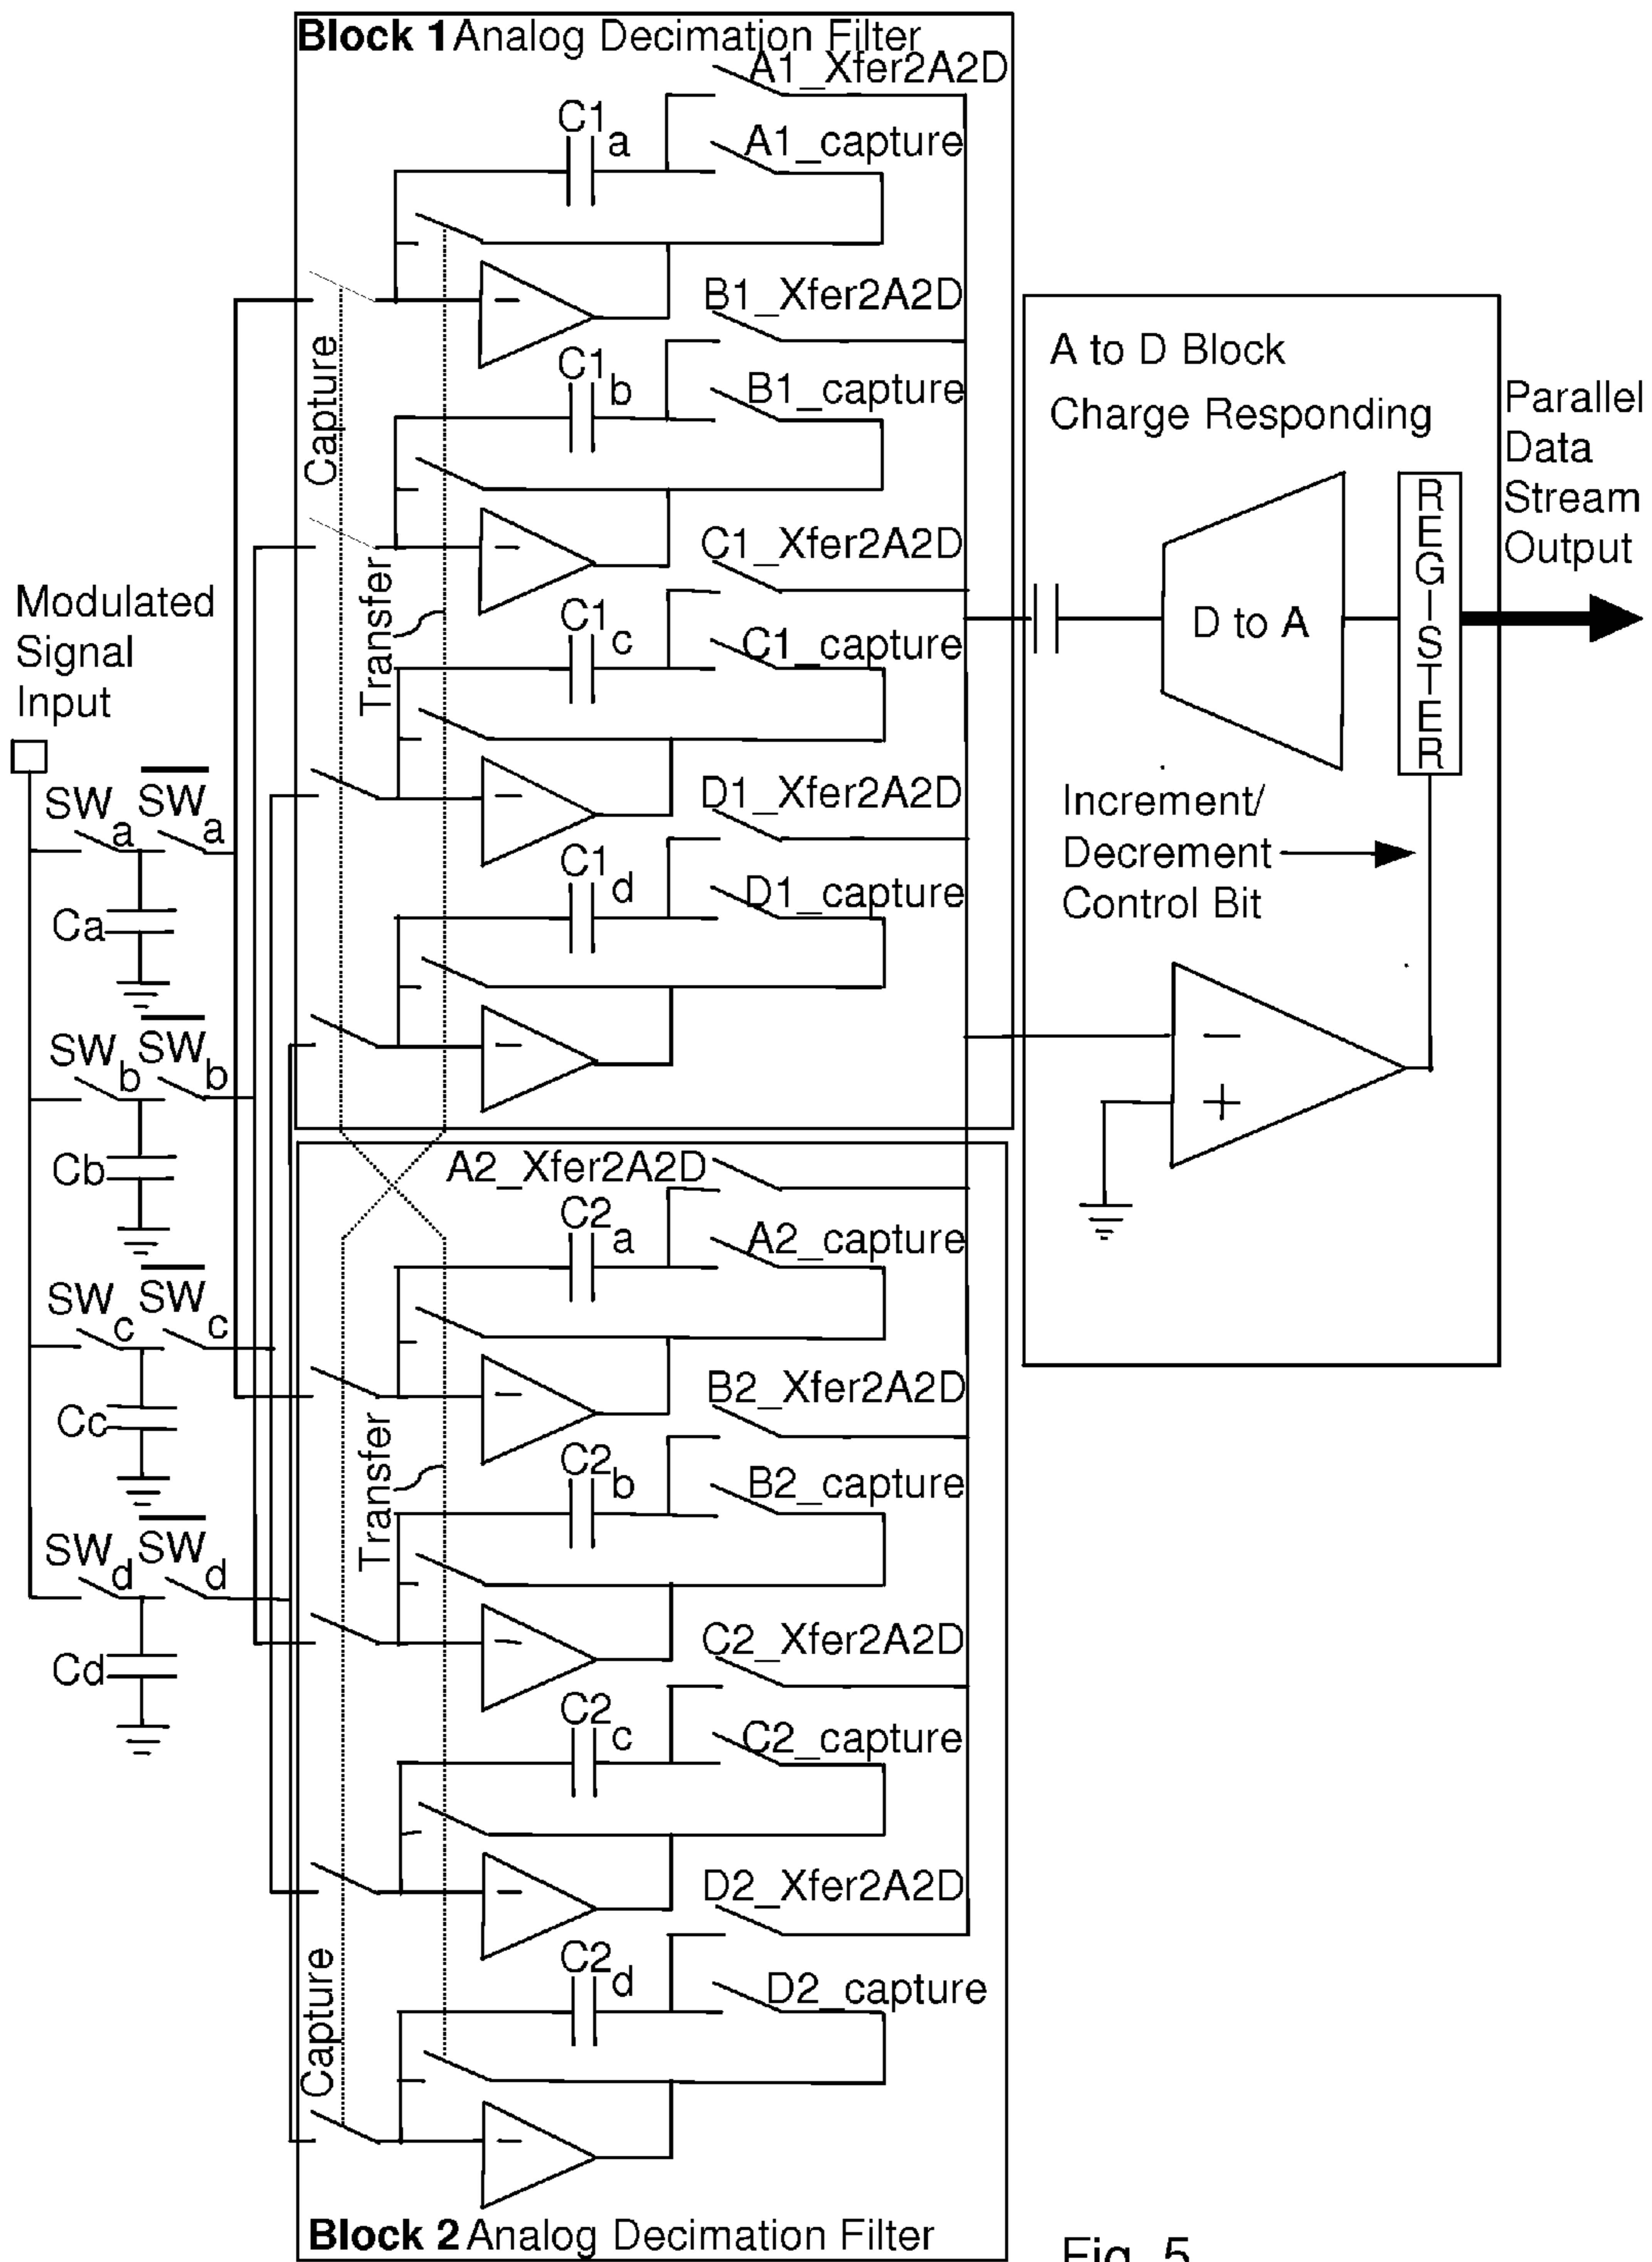 Block 1 Analog Decimation Filter
A1_Xfer2A2D
C1a
A1_capture
B1_Xfer2A2D
Capture
C1b
B1_capture
C1_Xfer2A2D
Transfer
C1c
C1_capture
D1_Xfer2A2D
C1d
D1_capture
Modulated
Signal
Input
SWa SWa
Ca
SWb SWb
Cb
SWc SWc
Cc
SWd SWd
Cd
A to D Block
Charge Responding
D to A
REGISTER
Parallel
Data
Stream
Output
Increment/
Decrement
Control Bit
−
+
A2_Xfer2A2D
C2a
A2_capture
B2_Xfer2A2D
Transfer
C2b
B2_capture
C2_Xfer2A2D
C2c
C2_capture
D2_Xfer2A2D
Capture
C2d
D2_capture
Block 2 Analog Decimation Filter
Fig. 5